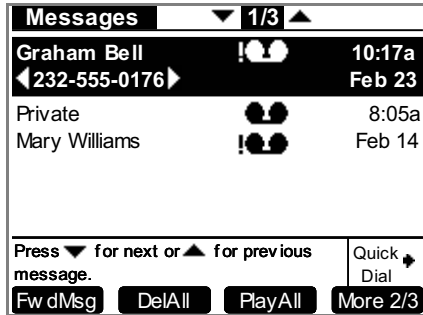 Messages ▼ 1/3 ▲
Graham Bell ! 10:17a
◀232-555-0176▶ Feb 23
Private 8:05a
Mary Williams ! Feb 14
Press ▼ for next or ▲ for previous
message.
Quick
Dial
FwdMsg DelAll PlayAll More 2/3